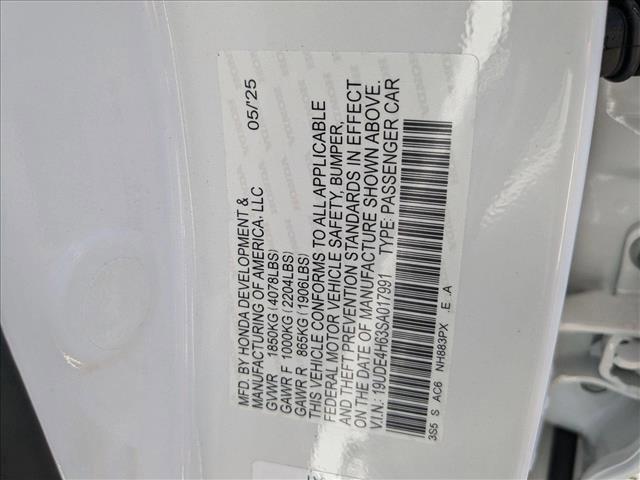 MFD. BY HONDA DEVELOPMENT & 05/'25
MANUFACTURING OF AMERICA. LLC
GVWR 1850KG (4078LBS)
GAWR F 1000KG (2204LBS)
GAWR R 865KG (1906LBS)
THIS VEHICLE CONFORMS TO ALL APPLICABLE
FEDERAL MOTOR VEHICLE SAFETY, BUMPER,
AND THEFT PREVENTION STANDARDS IN EFFECT
ON THE DATE OF MANUFACTURE SHOWN ABOVE.
V.I.N.: 19UDE4H63SA017991 TYPE: PASSENGER CAR
3S5 S AC6 NH883PX .E .A